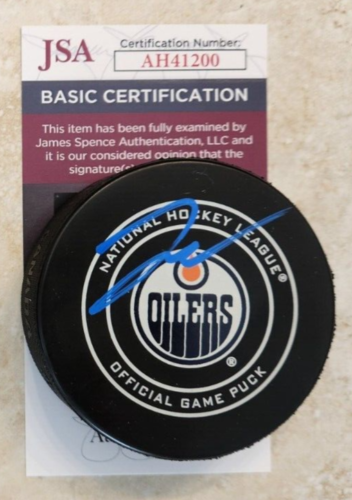 JSA
Certification Number:
AH41200
BASIC CERTIFICATION
This item has been fully examined by
James Spence Authentication, LLC and
it is our considered opinion that the
signature(s)
NATIONAL HOCKEY LEAGUE®
OILERS
®
OFFICIAL GAME PUCK